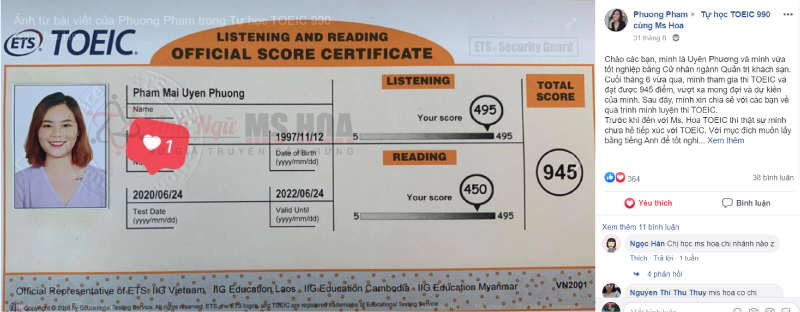 Ảnh từ bài viết của Phuong Pham trong Tự học TOEIC 990
ETS TOEIC.
LISTENING AND READING
OFFICIAL SCORE CERTIFICATE
ETS® Security Guard
Pham Mai Uyen Phuong
Name
1997/11/12
Date of Birth
(yyyy/mm/dd)
1
MS HOA
2020/06/24
Test Date
(yyyy/mm/dd)
2022/06/24
Valid Until
(yyyy/mm/dd)
LISTENING
Your score
495
5
495
READING
Your score
450
5
495
TOTAL
SCORE
945
Official Representative of ETS: IIG Vietnam, IIG Education Laos, IIG Education Cambodia, IIG Education Myanmar
VN2001
Phuong Pham ▸ Tự học TOEIC 990
cùng Ms Hoa
31 tháng 8
Chào các bạn, mình là Uyên Phương và mình vừa
tốt nghiệp bằng Cử nhân ngành Quản trị khách sạn.
Cuối tháng 6 vừa qua, mình tham gia thi TOEIC và
đạt được 945 điểm, vượt xa mong đợi và dự kiến
của mình. Sau đây, mình xin chia sẻ với các bạn về
quá trình mình luyện thi TOEIC.
Trước khi đến với Ms. Hoa TOEIC thì thật sự mình
chưa hề tiếp xúc với TOEIC. Với mục đích muốn lấy
bằng tiếng Anh để tốt nghi... Xem thêm
364
38 bình luận
Yêu thích
Bình luận
Xem thêm 11 bình luận
Ngọc Hân Chị học ms hoa chi nhánh nào z
Thích Trả lời 1 tuần
4 phản hồi
Nguyen Thi Thu Thuy mis hoa co chi
Viết bình luận